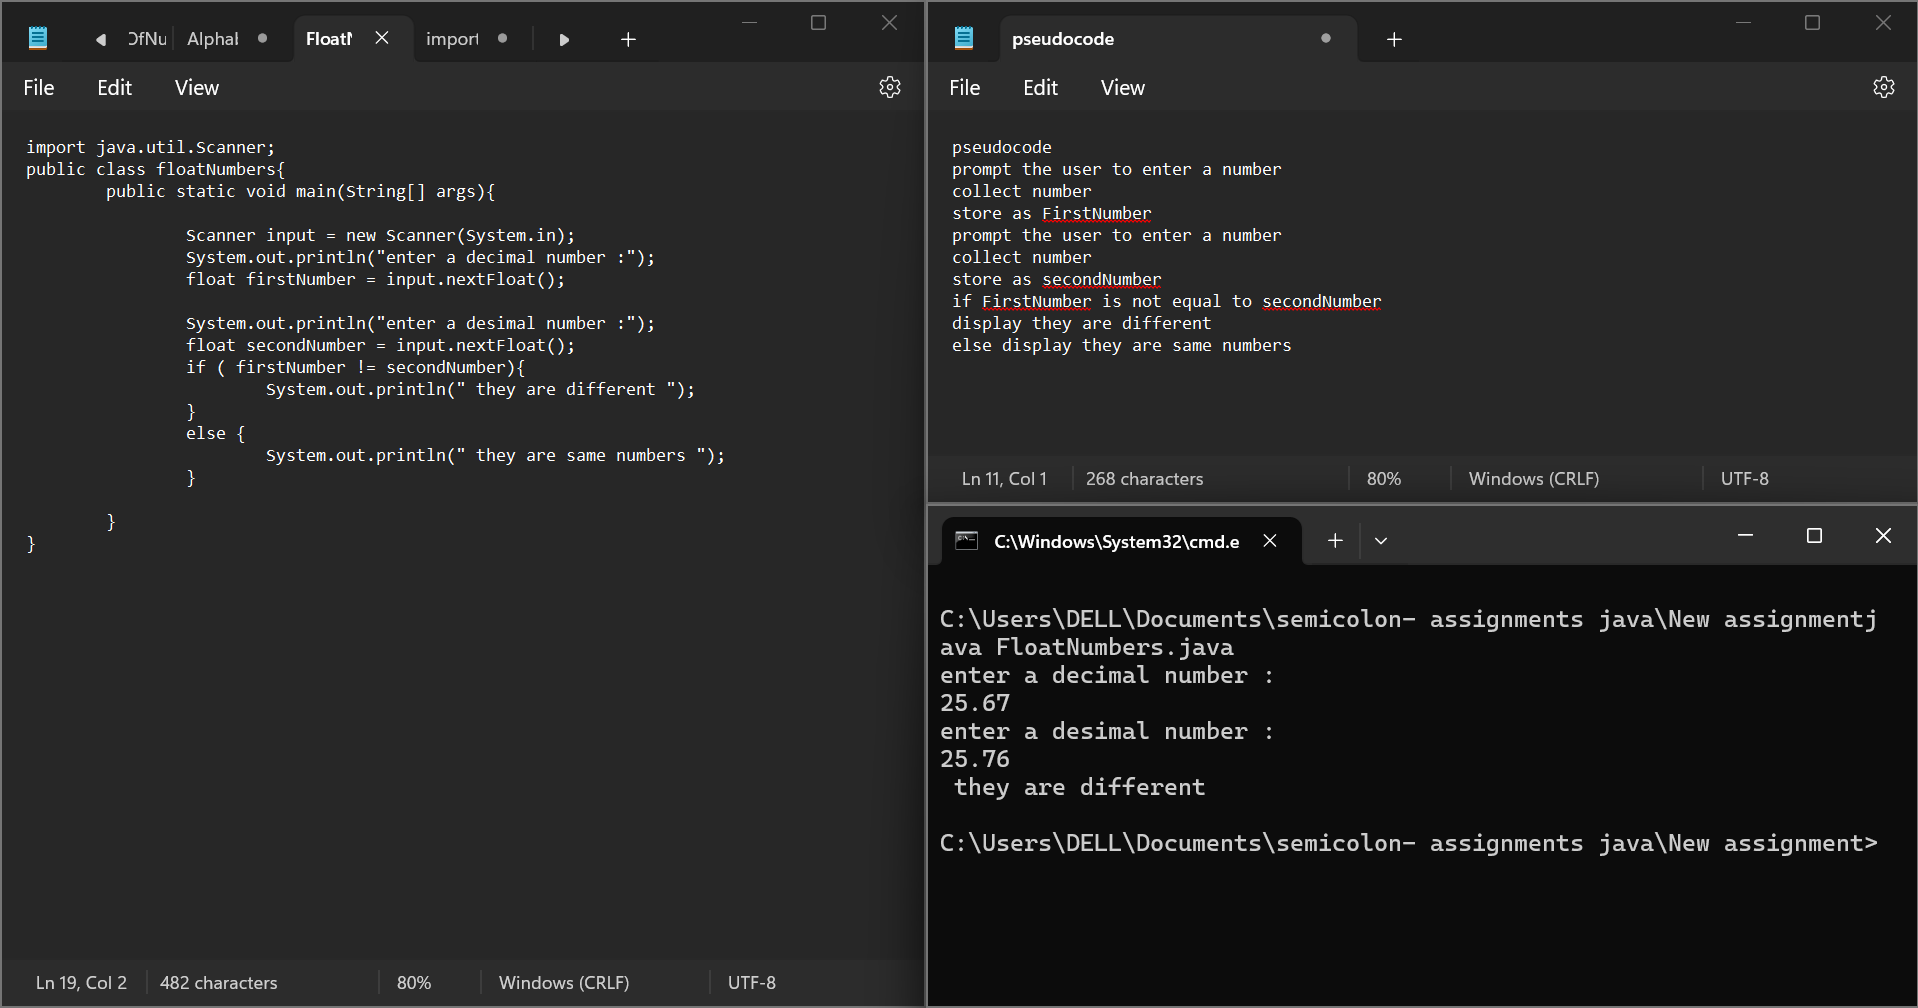 OfNu
Alphal
FloatN
import
File Edit View
import java.util.Scanner;
public class floatNumbers{
public static void main(String[] args){
Scanner input = new Scanner(System.in);
System.out.println("enter a decimal number :");
float firstNumber = input.nextFloat();
System.out.println("enter a desimal number :");
float secondNumber = input.nextFloat();
if ( firstNumber != secondNumber){
System.out.println(" they are different ");
}
else {
System.out.println(" they are same numbers ");
}
}
}
Ln 19, Col 2 482 characters 80% Windows (CRLF) UTF-8
pseudocode
File Edit View
pseudocode
prompt the user to enter a number
collect number
store as FirstNumber
prompt the user to enter a number
collect number
store as secondNumber
if FirstNumber is not equal to secondNumber
display they are different
else display they are same numbers
Ln 11, Col 1 268 characters 80% Windows (CRLF) UTF-8
C:\Windows\System32\cmd.e
C:\Users\DELL\Documents\semicolon- assignments java\New assignmentj
ava FloatNumbers.java
enter a decimal number :
25.67
enter a desimal number :
25.76
they are different
C:\Users\DELL\Documents\semicolon- assignments java\New assignment>